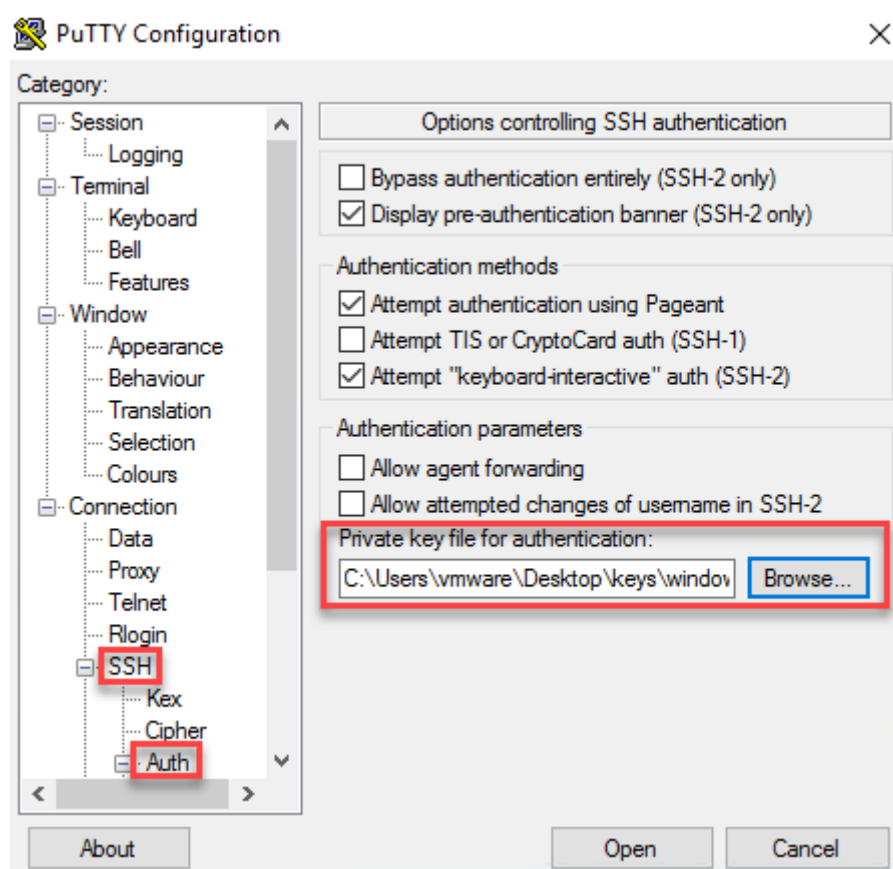 PuTTY Configuration
Category:
Session
Logging
Terminal
Keyboard
Bell
Features
Window
Appearance
Behaviour
Translation
Selection
Colours
Connection
Data
Proxy
Telnet
Rlogin
SSH
Kex
Cipher
Auth
Options controlling SSH authentication
Bypass authentication entirely (SSH-2 only)
Display pre-authentication banner (SSH-2 only)
Authentication methods
Attempt authentication using Pageant
Attempt TIS or CryptoCard auth (SSH-1)
Attempt "keyboard-interactive" auth (SSH-2)
Authentication parameters
Allow agent forwarding
Allow attempted changes of username in SSH-2
Private key file for authentication:
C:\Users\vmware\Desktop\keys\window
Browse...
About
Open
Cancel